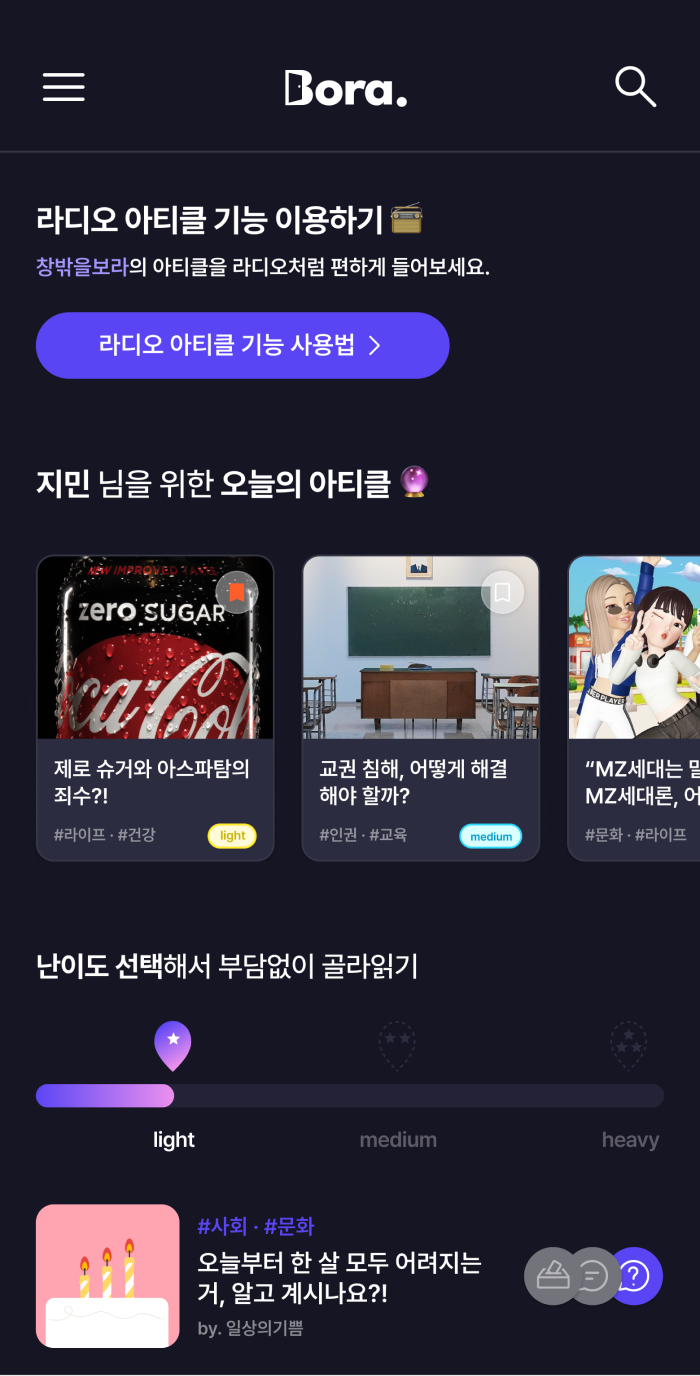 Bora.
라디오 아티클 기능 이용하기
창밖을보라의 아티클을 라디오처럼 편하게 들어보세요.
라디오 아티클 기능 사용법
지민 님을 위한 오늘의 아티클
NEW IMPROVED TASTE
zero SUGAR
Coca-Cola
제로 슈거와 아스파탐의
죄수?!
#라이프 · #건강
light
교권 침해, 어떻게 해결
해야 할까?
#인권 · #교육
medium
PLAYER
“MZ세대는
MZ세대론,
#문화 · #라이프
난이도 선택해서 부담없이 골라읽기
light
medium
heavy
#사회 · #문화
오늘부터 한 살 모두 어려지는
거, 알고 계시나요?!
by. 일상의기쁨